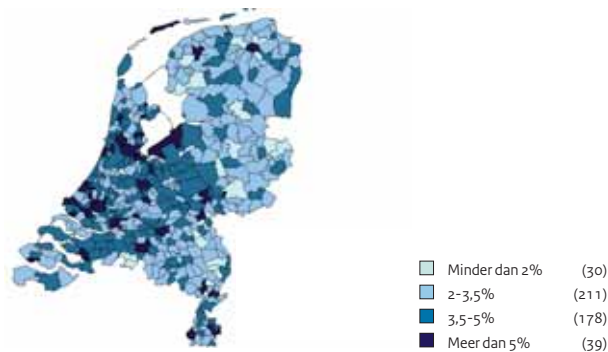 Minder dan 2% (30)
2-3,5% (211)
3,5-5% (178)
Meer dan 5% (39)